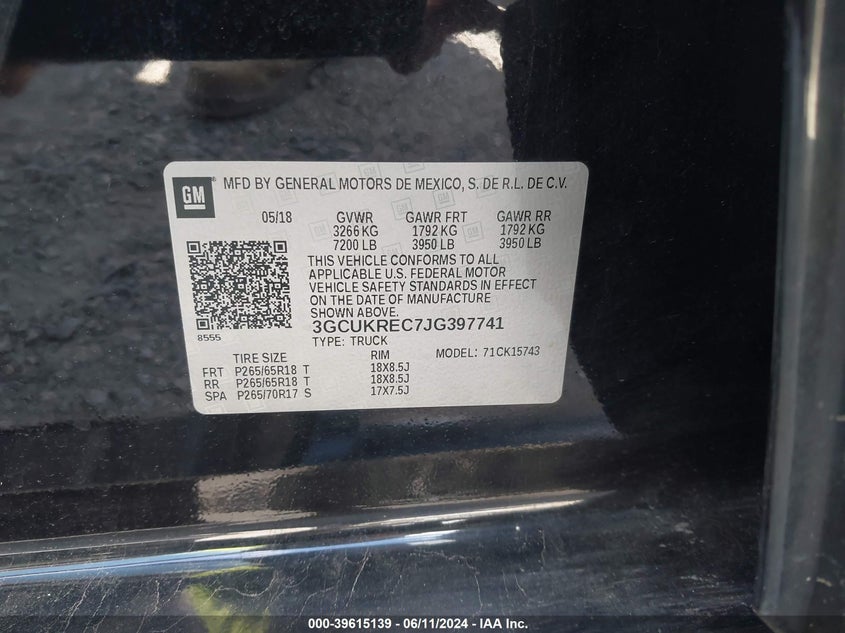 GM
MFD BY GENERAL MOTORS DE MEXICO, S. DE R.L. DE C.V.
05/18 GVWR GAWR FRT GAWR RR
3266 KG 1792 KG 1792 KG
7200 LB 3950 LB 3950 LB
THIS VEHICLE CONFORMS TO ALL
APPLICABLE U.S. FEDERAL MOTOR
VEHICLE SAFETY STANDARDS IN EFFECT
ON THE DATE OF MANUFACTURE
SHOWN ABOVE.
8555
3GCUKREC7JG397741
TYPE: TRUCK
TIRE SIZE RIM MODEL: 71CK15743
FRT P265/65R18 T 18X8.5J
RR P265/65R18 T 18X8.5J
SPA P265/70R17 S 17X7.5J
000-39615139 - 06/11/2024 - IAA Inc.